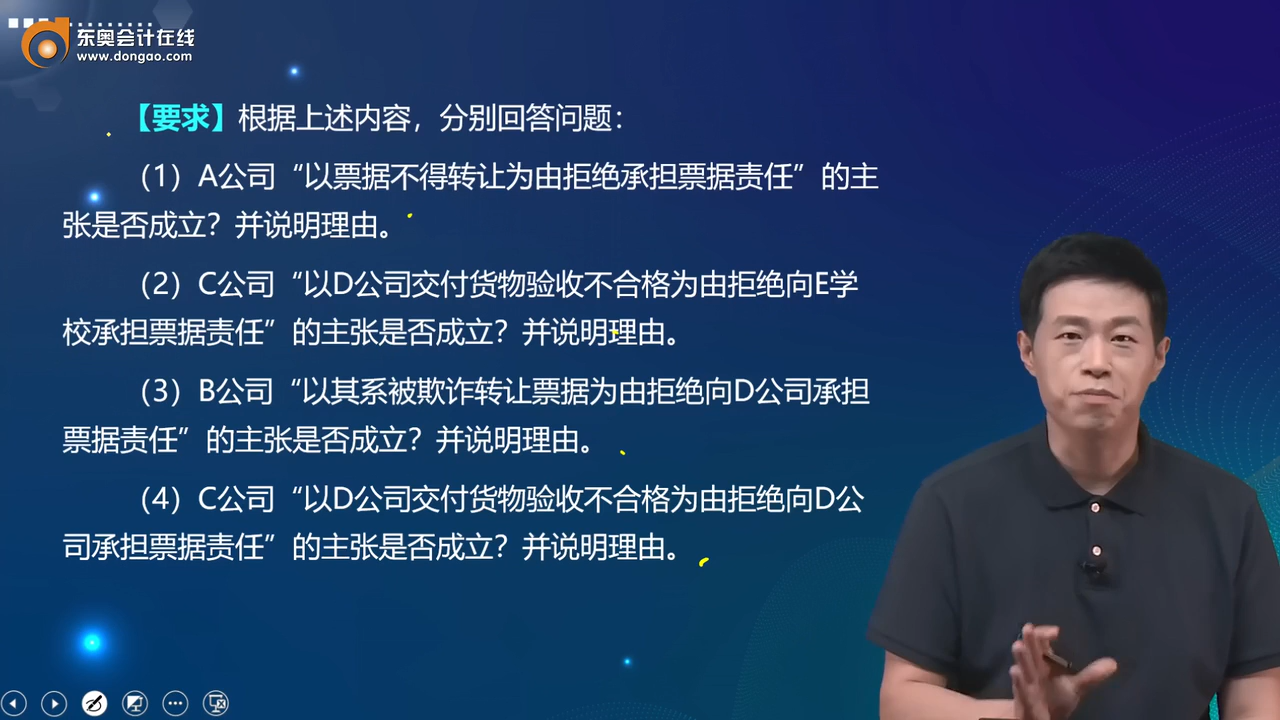 东奥会计在线
www.dongao.com
【要求】根据上述内容，分别回答问题：
（1）A公司“以票据不得转让为由拒绝承担票据责任”的主
张是否成立？并说明理由。
（2）C公司“以D公司交付货物验收不合格为由拒绝向E学
校承担票据责任”的主张是否成立？并说明理由。
（3）B公司“以其系被欺诈转让票据为由拒绝向D公司承担
票据责任”的主张是否成立？并说明理由。
（4）C公司“以D公司交付货物验收不合格为由拒绝向D公
司承担票据责任”的主张是否成立？并说明理由。